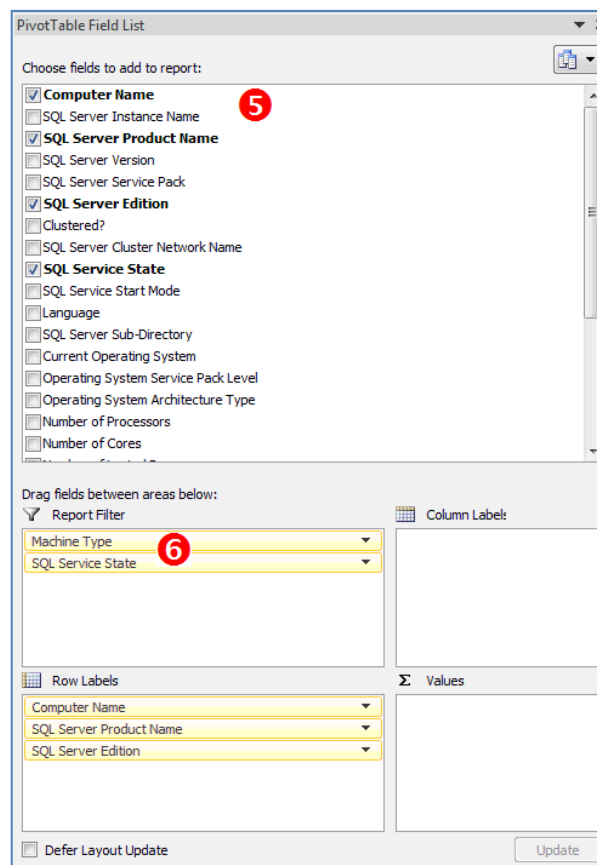 PivotTable Field List
Choose fields to add to report:
Computer Name
5
SQL Server Instance Name
SQL Server Product Name
SQL Server Version
SQL Server Service Pack
SQL Server Edition
Clustered?
SQL Server Cluster Network Name
SQL Service State
SQL Service Start Mode
Language
SQL Server Sub-Directory
Current Operating System
Operating System Service Pack Level
Operating System Architecture Type
Number of Processors
Number of Cores
Drag fields between areas below:
Report Filter
Column Labels
Machine Type
6
SQL Service State
Row Labels
Σ Values
Computer Name
SQL Server Product Name
SQL Server Edition
Defer Layout Update
Update